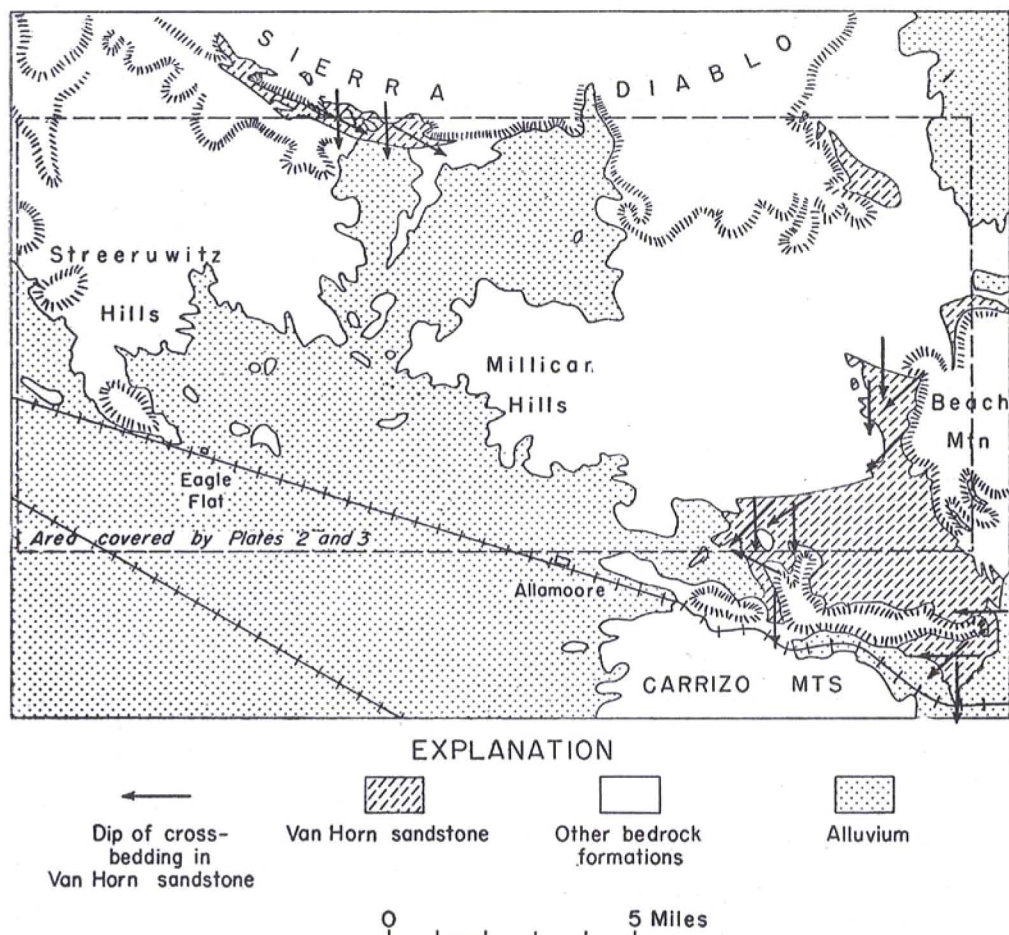 SIERRA DIABLO
Streeruwitz
Hills
Millican
Hills
Beach
Mtn
Eagle
Flat
Area covered by Plates 2 and 3
Allamoore
CARRIZO MTS
EXPLANATION
Dip of cross-
bedding in
Van Horn sandstone
Van Horn sandstone
Other bedrock
formations
Alluvium
0 5 Miles